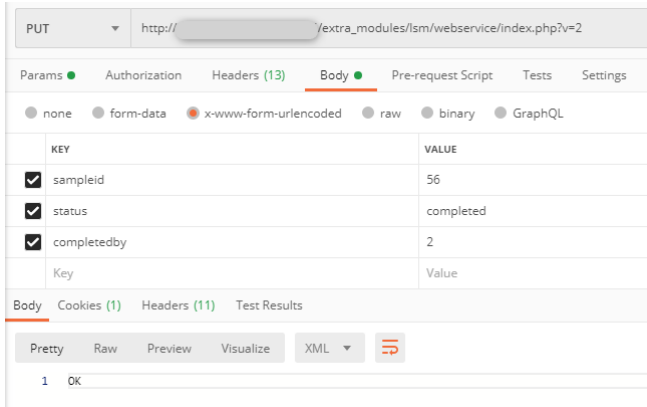 PUT http:// /extra_modules/lsm/webservice/index.php?v=2
Params Authorization Headers (13) Body Pre-request Script Tests Settings
none form-data x-www-form-urlencoded raw binary GraphQL
KEY VALUE
sampleid 56
status completed
completedby 2
Key Value
Body Cookies (1) Headers (11) Test Results
Pretty Raw Preview Visualize XML
1 OK